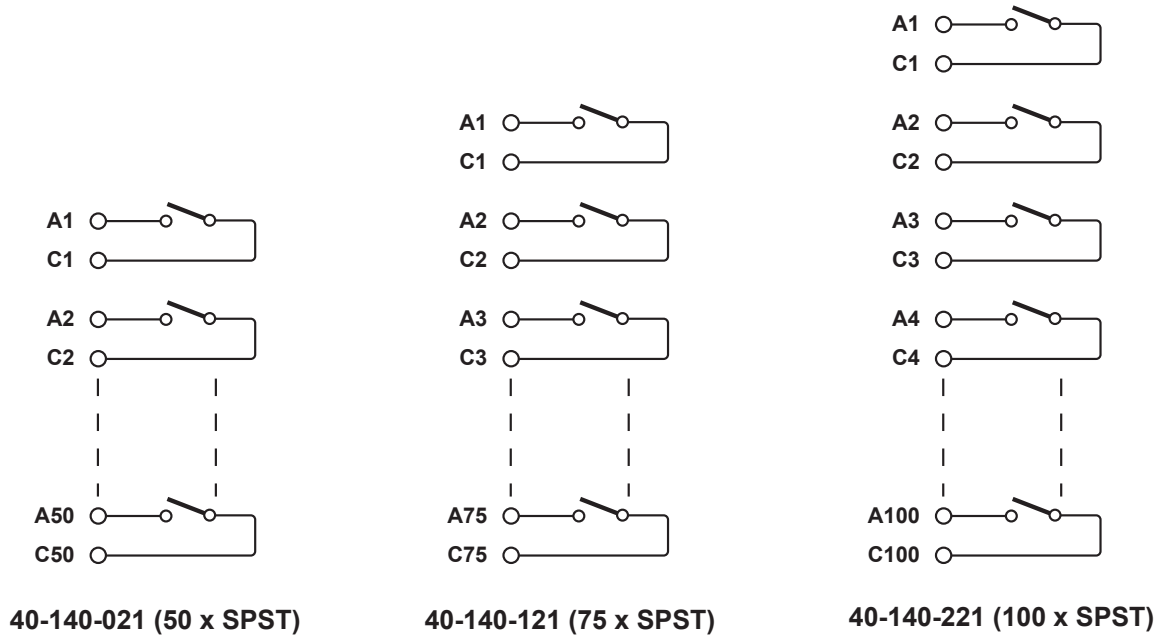 A1
C1
A2
C2
A50
C50
40-140-021 (50 x SPST)
A1
C1
A2
C2
A3
C3
A75
C75
40-140-121 (75 x SPST)
A1
C1
A2
C2
A3
C3
A4
C4
A100
C100
40-140-221 (100 x SPST)